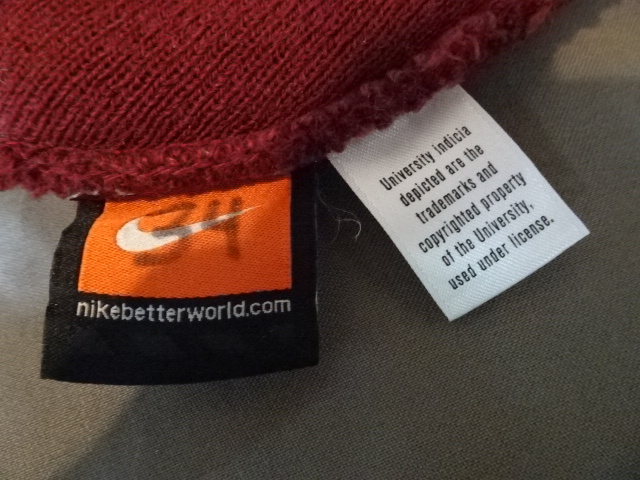 34
nikebetterworld.com
University indicia
depicted are the
trademarks and
copyrighted property
of the University,
used under license.